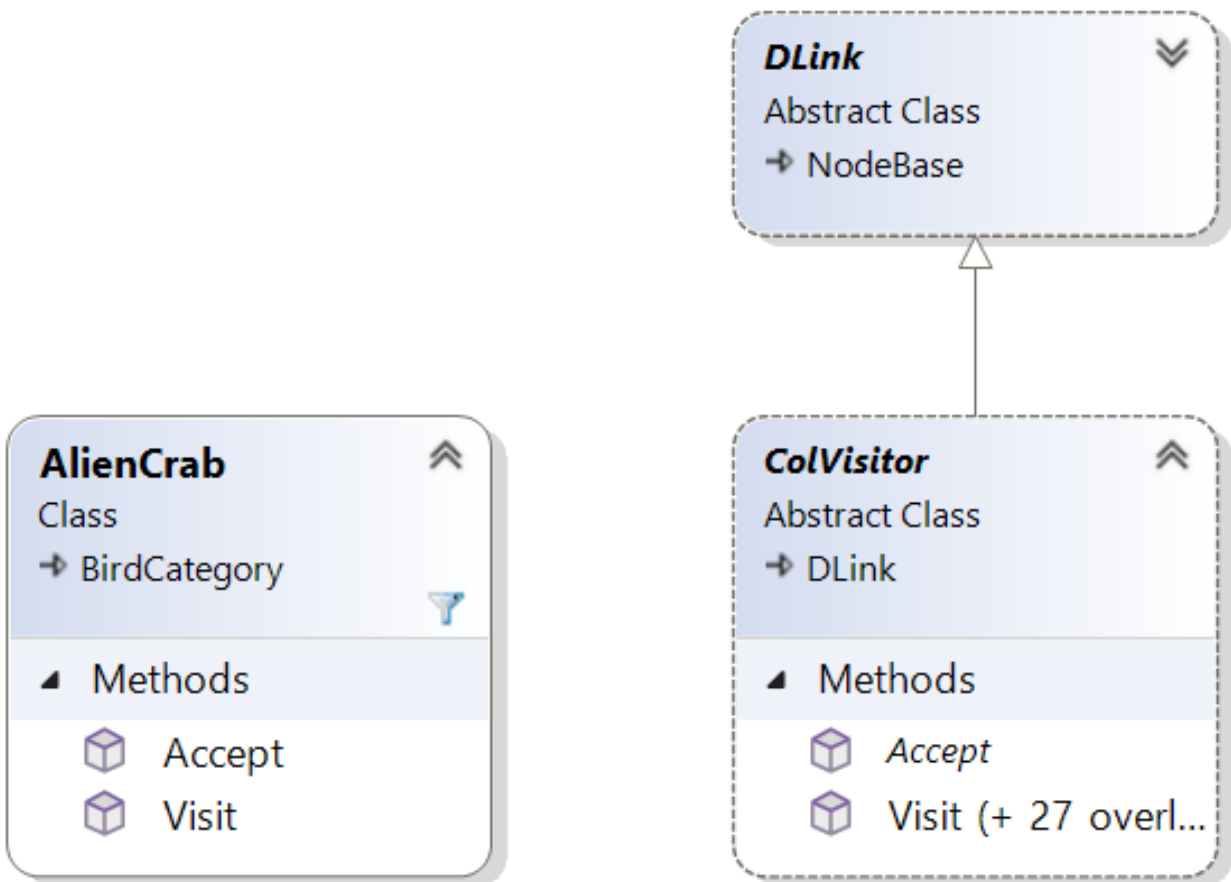 DLink
Abstract Class
NodeBase
AlienCrab
Class
BirdCategory
Methods
Accept
Visit
ColVisitor
Abstract Class
DLink
Methods
Accept
Visit (+ 27 overl...